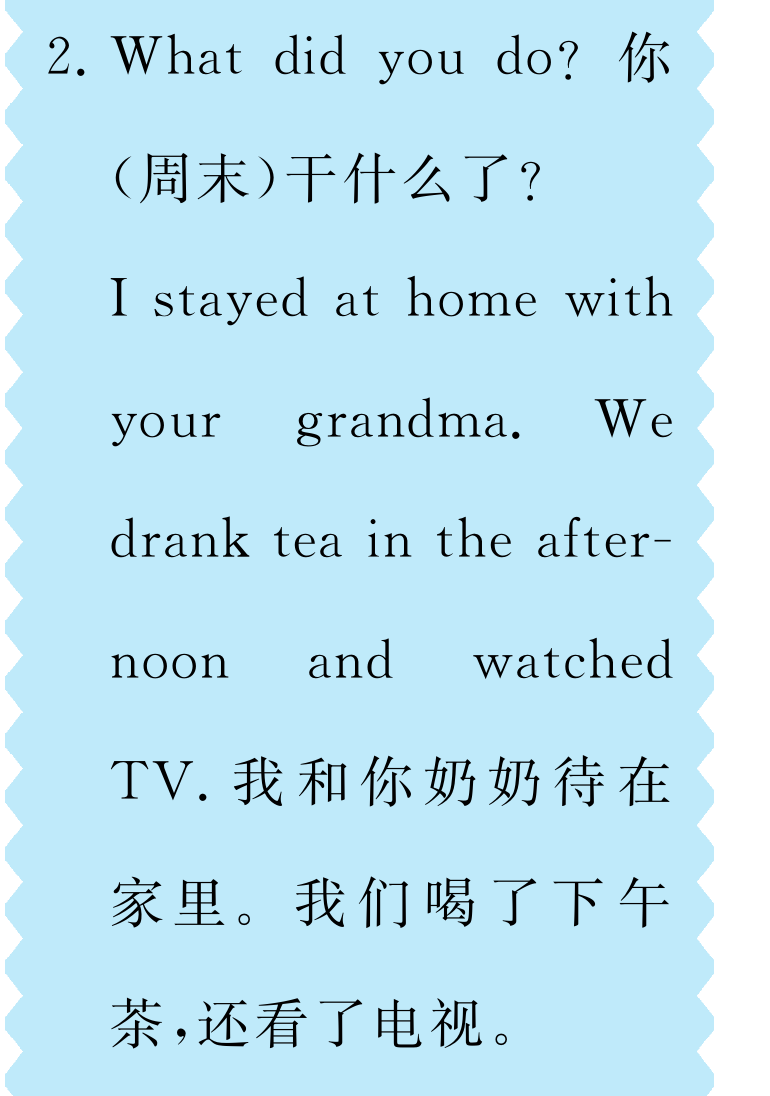 2. What did you do? 你
(周末)干什么了?
I stayed at home with
your grandma. We
drank tea in the after-
noon and watched
TV. 我和你奶奶待在
家里。我们喝了下午
茶,还看了电视。